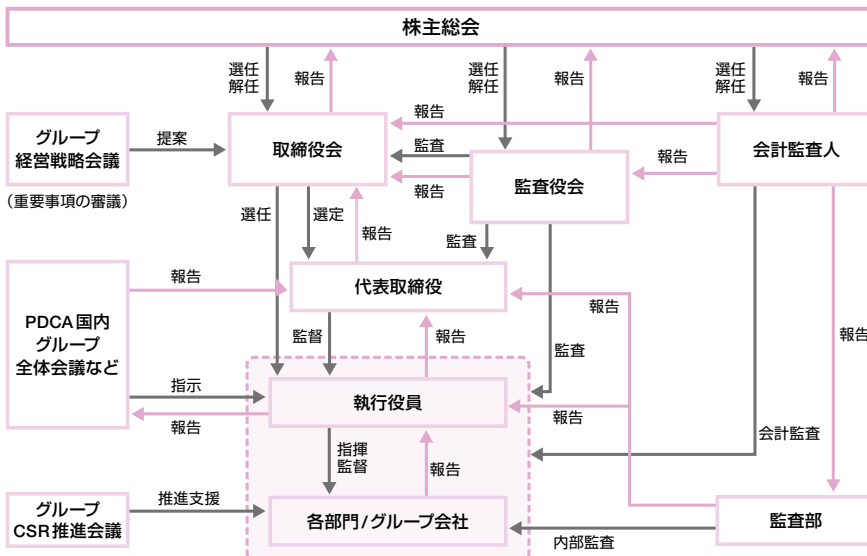 株主総会
選任
解任
報告
選任
解任
報告
選任
解任
報告
報告
グループ
経営戦略会議
提案
取締役会
監査
報告
監査役会
報告
会計監査人
(重要事項の審議)
選任
選定
報告
監査
報告
代表取締役
報告
報告
PDCA国内
グループ
全体会議など
監督
報告
監査
指示
執行役員
報告
報告
指揮
監督
報告
会計監査
グループ
CSR推進会議
推進支援
各部門/グループ会社
内部監査
監査部